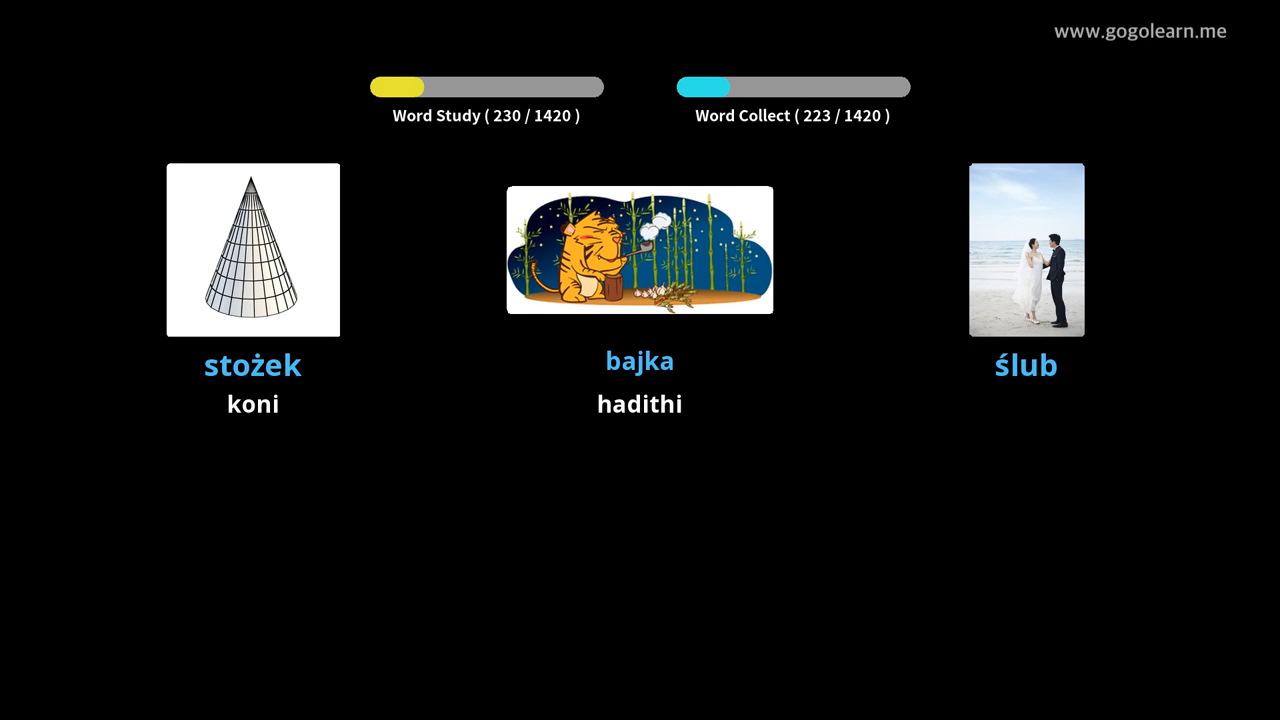 www.gogolearn.me
Word Study ( 230 / 1420 )
Word Collect ( 223 / 1420 )
stożek
koni
bajka
hadithi
ślub